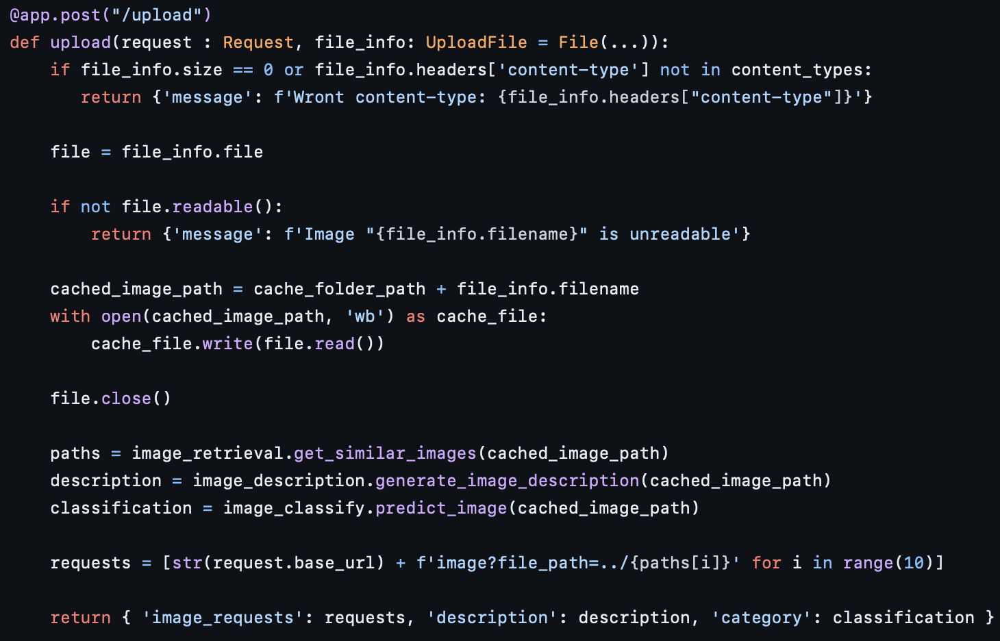 @app.post("/upload")
def upload(request : Request, file_info: UploadFile = File(...)):
    if file_info.size == 0 or file_info.headers['content-type'] not in content_types:
       return {'message': f'Wront content-type: {file_info.headers["content-type"]}'}

    file = file_info.file

    if not file.readable():
        return {'message': f'Image "{file_info.filename}" is unreadable'}

    cached_image_path = cache_folder_path + file_info.filename
    with open(cached_image_path, 'wb') as cache_file:
        cache_file.write(file.read())

    file.close()

    paths = image_retrieval.get_similar_images(cached_image_path)
    description = image_description.generate_image_description(cached_image_path)
    classification = image_classify.predict_image(cached_image_path)

    requests = [str(request.base_url) + f'image?file_path=../{paths[i]}' for i in range(10)]

    return { 'image_requests': requests, 'description': description, 'category': classification }